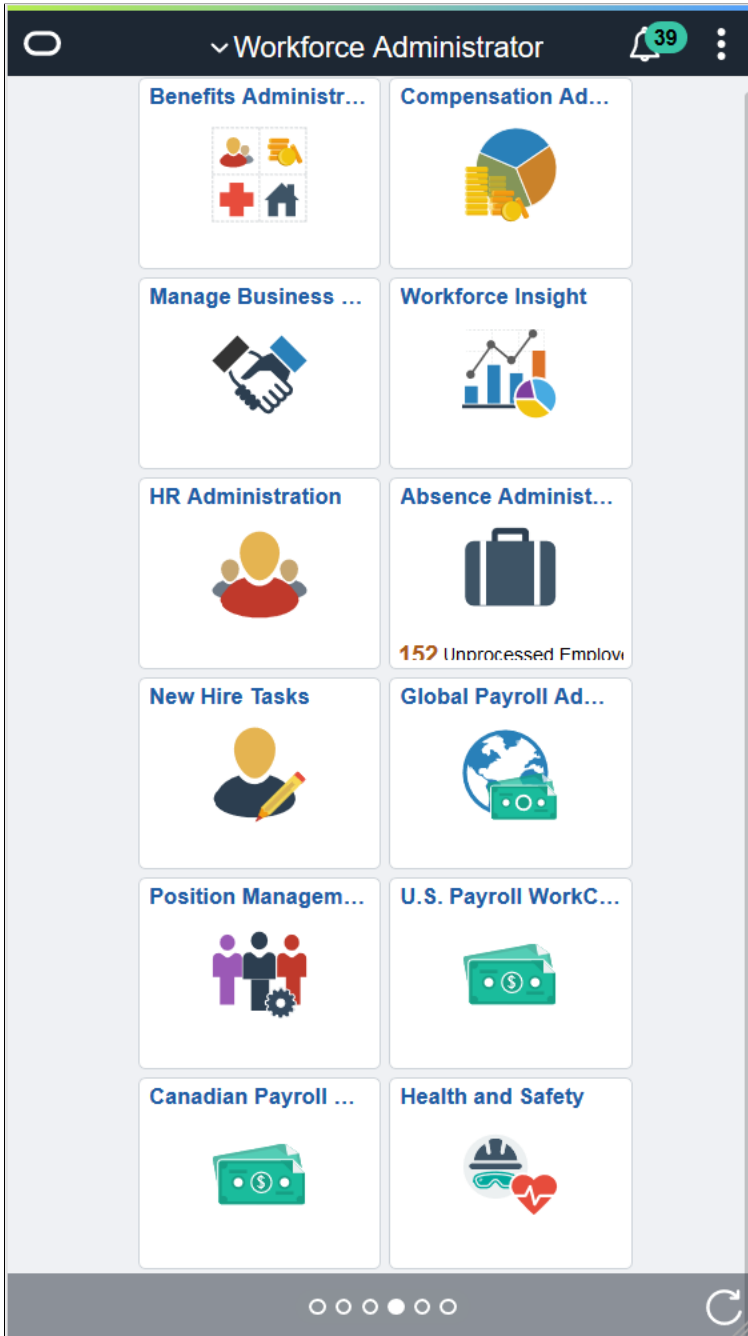 Workforce Administrator
39
Benefits Administr...
Compensation Ad...
Manage Business ...
Workforce Insight
HR Administration
Absence Administ...
152 Unprocessed Employe
New Hire Tasks
Global Payroll Ad...
Position Managem...
U.S. Payroll WorkC...
Canadian Payroll ...
Health and Safety